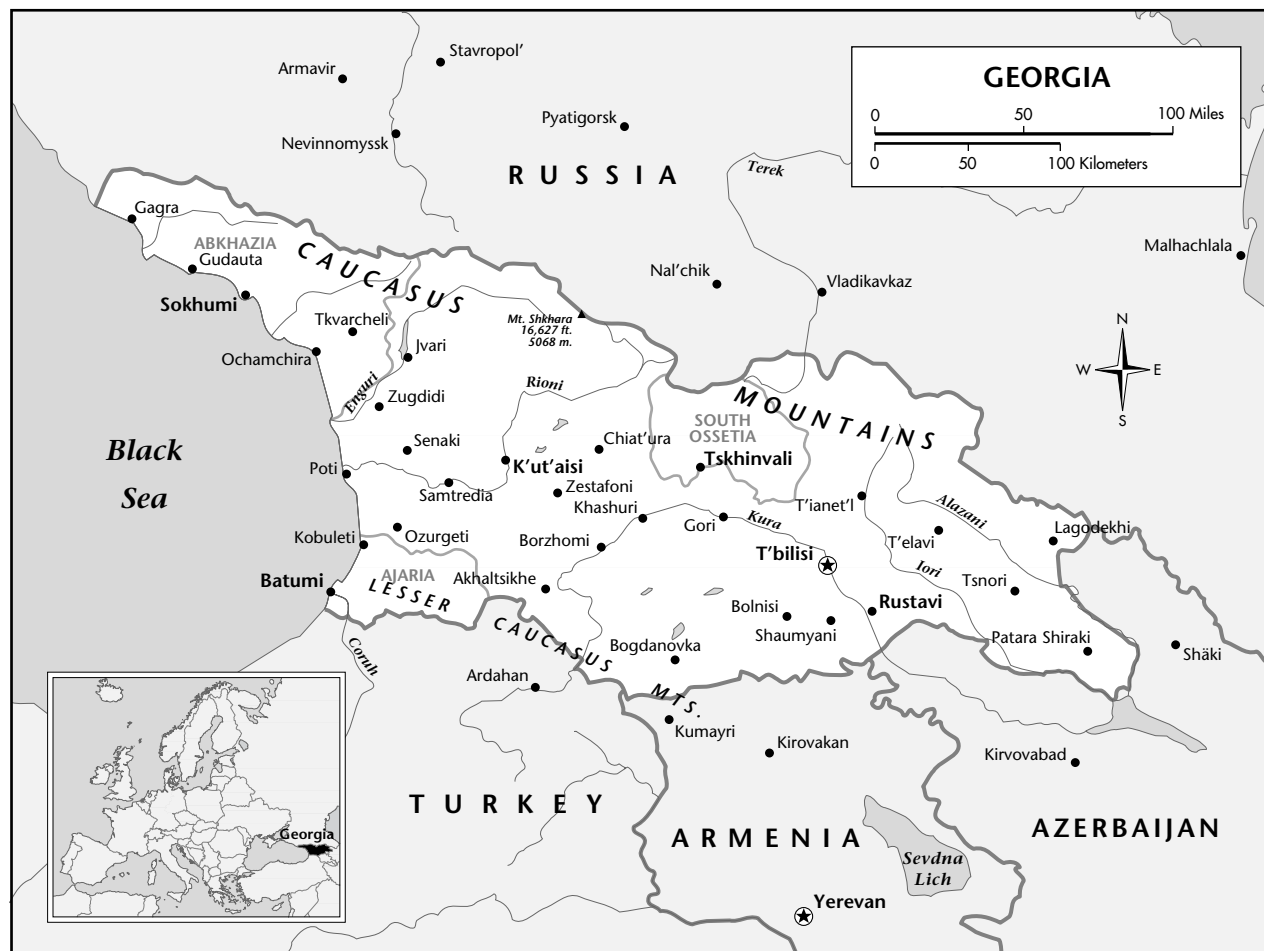 GEORGIA
0 50 100 Miles
0 50 100 Kilometers
Stavropol’
Armavir
Pyatigorsk
Nevinnomyssk
RUSSIA
Terek
Gagra
ABKHAZIA
Gudauta
CAUCASUS
Malhachlala
Nal’chik
Vladikavkaz
Sokhumi
Mt. Shkhara
16,627 ft.
5068 m.
Tkvarcheli
Jvari
Ochamchira
N
W E
S
Enguri
Rioni
Zugdidi
MOUNTAINS
SOUTH
OSSETIA
Black
Sea
Senaki
Chiat’ura
Tskhinvali
Poti
K’ut’aisi
Samtredia
Zestafoni
Khashuri
T’ianet’l
Alazani
Gori
Kura
Lagodekhi
Kobuleti
Ozurgeti
Borzhomi
T’elavi
T’bilisi
Iori
AJARIA
Akhaltsikhe
Tsnori
Batumi
LESSER
Bolnisi
Rustavi
Shaumyani
CAUCASUS
Bogdanovka
Patara Shiraki
Shäki
Coruh
Ardahan
MTS.
Kumayri
Kirovakan
Kirvovabad
TURKEY
ARMENIA
AZERBAIJAN
Georgia
Sevdna
Lich
Yerevan